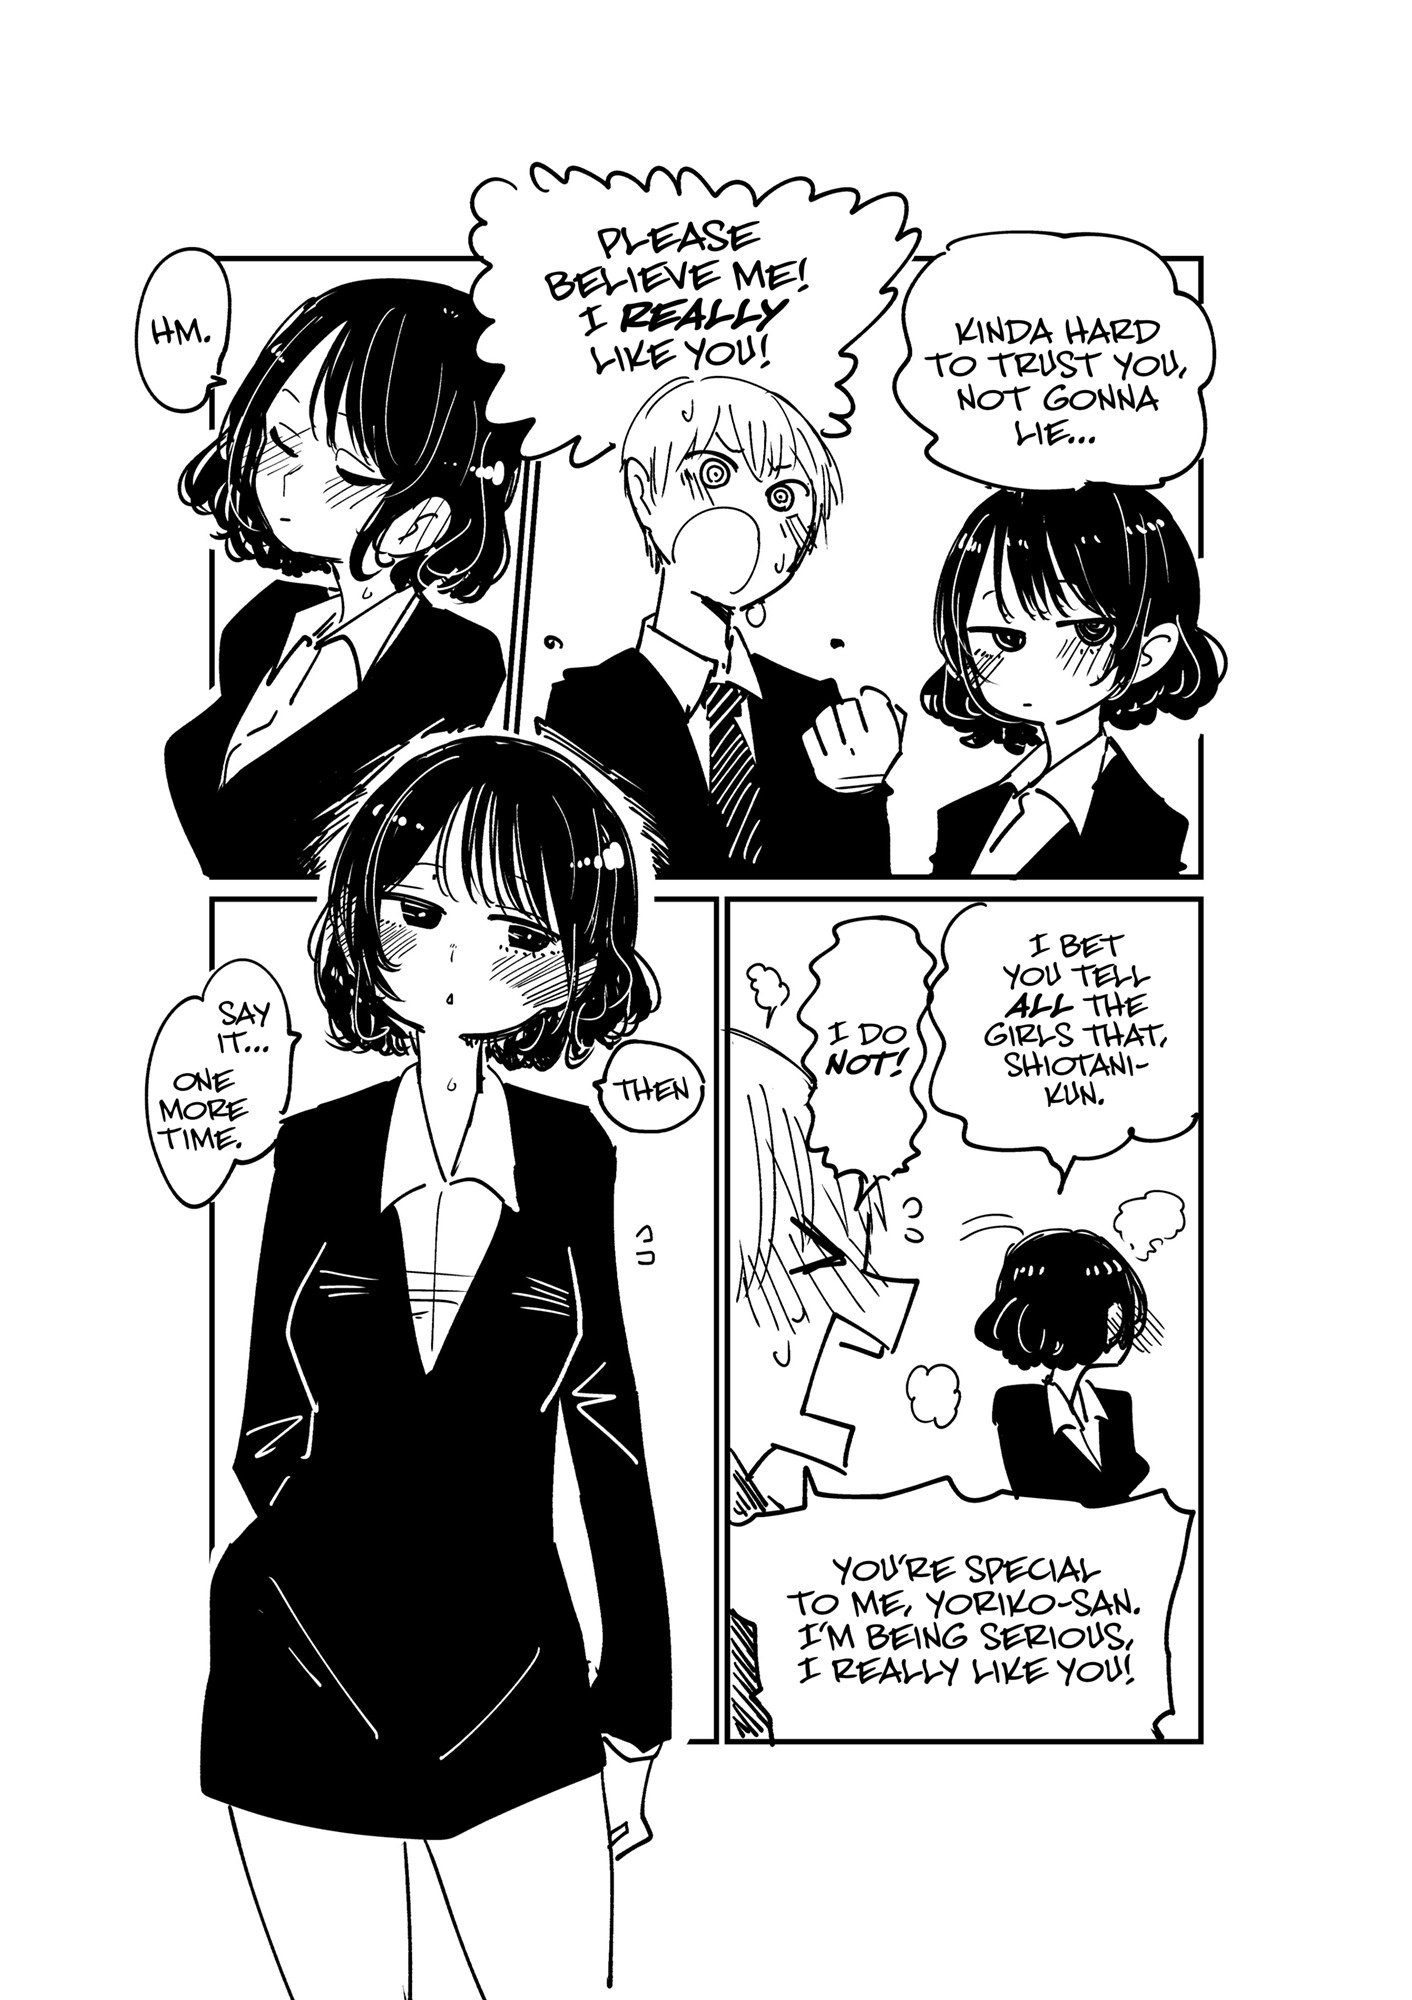 KINDA HARD
TO TRUST YOU,
NOT GONNA
LIE...
PLEASE
BELIEVE ME!
I REALLY
LIKE YOU!
HM.
I BET
YOU TELL
ALL THE
GIRLS THAT,
SHIOTANI-
KUN.
I DO
NOT!
YOU'RE SPECIAL
TO ME, YORIKO-SAN.
I'M BEING SERIOUS,
I REALLY LIKE YOU!
THEN
SAY
IT...
ONE
MORE
TIME.